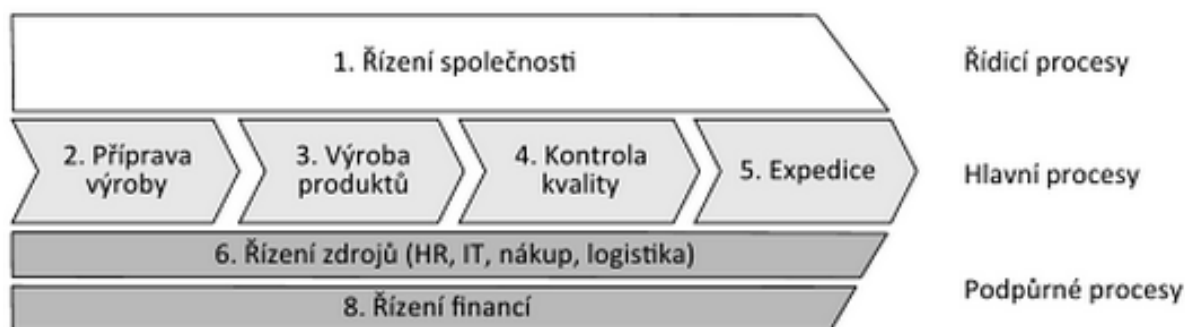 1. Řízení společnosti
Řídicí procesy
2. Příprava
výroby
3. Výroba
produktů
4. Kontrola
kvality
5. Expedice
Hlavní procesy
6. Řízení zdrojů (HR, IT, nákup, logistika)
8. Řízení financí
Podpůrné procesy